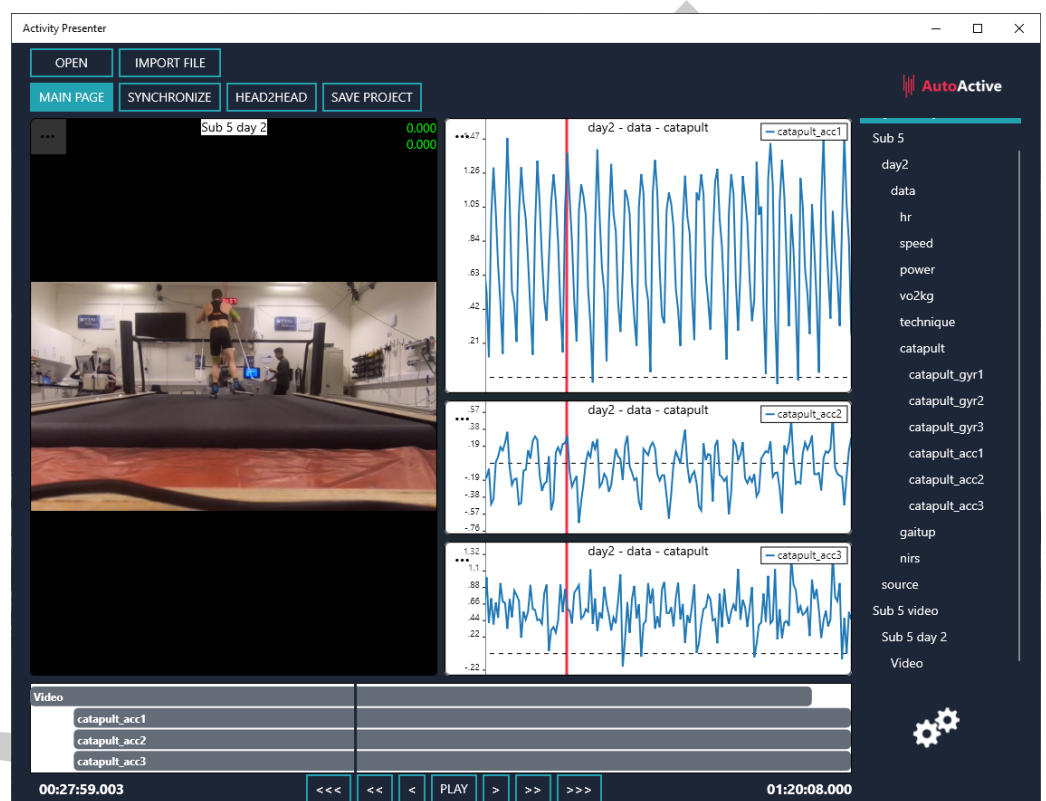 Activity Presenter
OPEN
IMPORT FILE
MAIN PAGE
SYNCHRONIZE
HEAD2HEAD
SAVE PROJECT
AutoActive
Sub 5 day 2
0.000
0.000
day2 - data - catapult
catapult_acc1
1.26
1.05
.84
.63
.42
.21
day2 - data - catapult
catapult_acc2
.57
.38
.19
-.19
-.38
-.57
-.76
day2 - data - catapult
catapult_acc3
1.32
1.1
.88
.66
.44
.22
-.22
Sub 5
day2
data
hr
speed
power
vo2kg
technique
catapult
catapult_gyr1
catapult_gyr2
catapult_gyr3
catapult_acc1
catapult_acc2
catapult_acc3
gaitup
nirs
source
Sub 5 video
Sub 5 day 2
Video
Video
catapult_acc1
catapult_acc2
catapult_acc3
00:27:59.003
<<<
<<
<
PLAY
>
>>
>>>
01:20:08.000